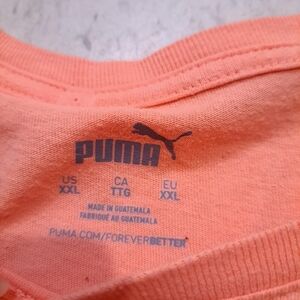 PUMA
US CA EU
XXL TTG XXL
MADE IN GUATEMALA
FABRIQUÉ AU GUATEMALA
PUMA.COM/FOREVERBETTER